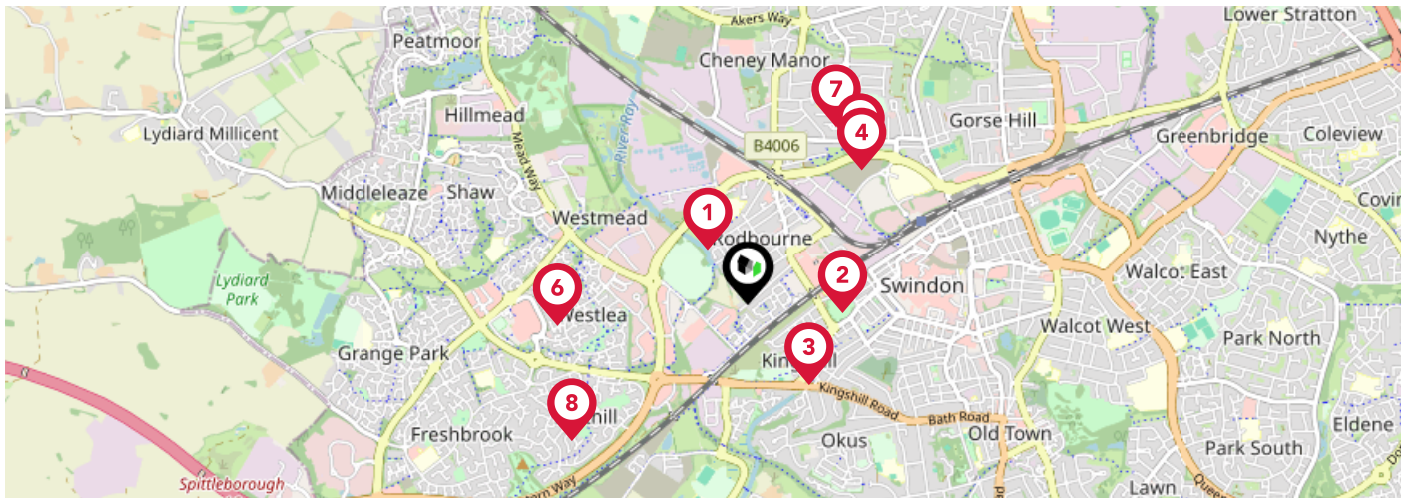 Akers Way
Lower Stratton
Peatmoor
Cheney Manor
7
Hillmead
River Ray
4
Gorse Hill
Lydiard Millicent
B4006
Greenbridge
Coleview
Mead Way
Middleleaze
Shaw
Westmead
1
Rodbourne
Nythe
Lydiard
Park
6
2
Swindon
Walcot East
Westlea
Walcot West
Park North
Grange Park
3
Kingshill Road
8
Bath Road
Freshbrook
Okus
Old Town
Park South
Eldene
Spittleborough
Lawn